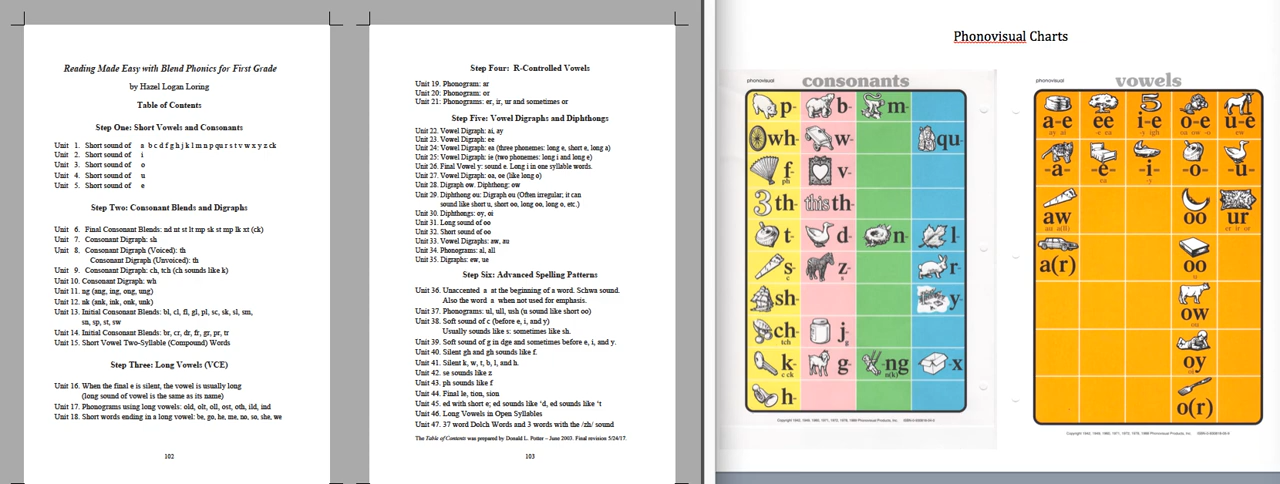 Reading Made Easy with Blend Phonics for First Grade
by Hazel Logan Loring
Table of Contents
Step One: Short Vowels and Consonants
Unit 1. Short sound of a b c d f g h j k l m n p q u r s t v w x y z ck
Unit 2. Short sound of i
Unit 3. Short sound of o
Unit 4. Short sound of u
Unit 5. Short sound of e
Step Two: Consonant Blends and Digraphs
Unit 6. Final Consonant Blends: nd nt st lt mp sk st mp lk xt (ck)
Unit 7. Consonant Digraph: sh
Unit 8. Consonant Digraph (Voiced): th
Consonant Digraph (Unvoiced): th
Unit 9. Consonant Digraph: ch, tch (ch sounds like k)
Unit 10. Consonant Digraph: wh
Unit 11. ng (ang, ing, ong, ung)
Unit 12. nk (ank, ink, onk, unk)
Unit 13. Initial Consonant Blends: bl, cl, fl, gl, pl, sc, sk, sl, sm,
sn, sp, st, sw
Unit 14. Initial Consonant Blends: br, cr, dr, fr, gr, pr, tr
Unit 15. Short Vowel Two-Syllable (Compound) Words
Step Three: Long Vowels (VCE)
Unit 16. When the final e is silent, the vowel is usually long
(long sound of vowel is the same as its name)
Unit 17. Phonograms using long vowels: old, olt, oll, ost, oth, ild, ind
Unit 18. Short words ending in a long vowel: be, go, he, me, no, so, she, we
102
Step Four: R-Controlled Vowels
Unit 19. Phonogram: ar
Unit 20. Phonogram: or
Unit 21: Phonograms: er, ir, ur and sometimes or
Step Five: Vowel Digraphs and Diphthongs
Unit 22. Vowel Digraph: ai, ay
Unit 23. Vowel Digraph: ee
Unit 24: Vowel Digraph: ea (three phonemes: long e, short e, long a)
Unit 25: Vowel Digraph: ie (two phonemes: long i and long e)
Unit 26. Final Vowel y: sound e. Long i in one syllable words.
Unit 27. Vowel Digraph: oa, oe (like long o)
Unit 28. Digraph ow. Diphthong: ow
Unit 29. Diphthong ou: Digraph ou (Often irregular; it can
sound like short u, short oo, long oo, long o, etc.)
Unit 30. Diphthongs: oy, oi
Unit 31. Long sound of oo
Unit 32. Short sound of oo
Unit 33. Vowel Digraphs: aw, au
Unit 34. Phonograms: al, all
Unit 35. Digraphs: ew, ue
Step Six: Advanced Spelling Patterns
Unit 36. Unaccented a at the beginning of a word. Schwa sound.
Also the word a when not used for emphasis.
Unit 37. Phonograms: ul, ull, ush (u sound like short oo)
Unit 38. Soft sound of c (before e, i, and y)
Usually sounds like s: sometimes like sh.
Unit 39. Soft sound of g in dge and sometimes before e, i, and y.
Unit 40. Silent gh and gh sounds like f.
Unit 41. Silent k, w, t, b, l, and h.
Unit 42. se sounds like z
Unit 43. ph sounds like f
Unit 44. Final le, tion, sion
Unit 45. ed with short e; ed sounds like 'd, ed sounds like 't
Unit 46. Long Vowels in Open Syllables
Unit 47. 37 word Dolch Words and 3 words with the /zh/ sound
The Table of Contents was prepared by Donald L. Potter – June 2003. Final revision 5/24/17.
103
Phonovisual Charts
phonovisual consonants
p- b- m-
wh- w- qu-
f- v-
ph
3 th- this th-
t- d- n- l-
s- z- r-
c s
sh- y-
ch- j-
tch g
k- g- -ng -x
c ck n(k)
h-
phonovisual vowels
a-e ee i-e o-e u-e
ay ai -e ea -y igh oa ow -o ew
-a- -e- -i- -o- -u-
ea -y
aw oo ur
au a(ll) er ir or
a(r) oo
u
ow
ou
oy
oi
o(r)